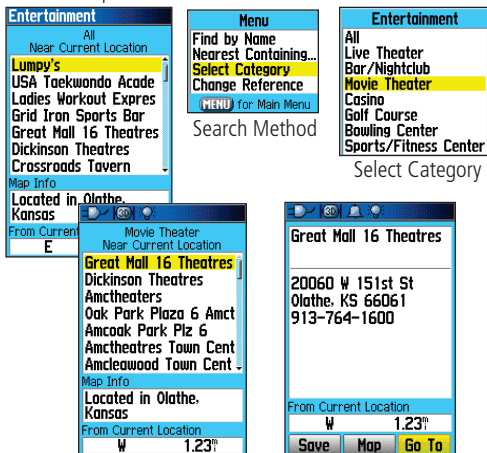 Entertainment
All
Near Current Location
Lumpy's
USA Taekwondo Acade
Ladies Workout Expres
Grid Iron Sports Bar
Great Mall 16 Theatres
Dickinson Theatres
Crossroads Tavern
Map Info
Located in Olathe,
Kansas
From Current
E
Menu
Find by Name
Nearest Containing...
Select Category
Change Reference
MENU for Main Menu
Search Method
Entertainment
All
Live Theater
Bar/Nightclub
Movie Theater
Casino
Golf Course
Bowling Center
Sports/Fitness Center
Select Category
3D
Movie Theater
Near Current Location
Great Mall 16 Theatres
Dickinson Theatres
Amctheaters
Oak Park Plaza 6 Amct
Amcoak Park Plz 6
Amctheatres Town Cent
Amcleawood Town Cent
Map Info
Located in Olathe,
Kansas
From Current Location
W 1.23m
3D
Great Mall 16 Theatres
20060 W 151st St
Olathe, KS 66061
913-764-1600
From Current Location
W 1.23m
Save Map Go To